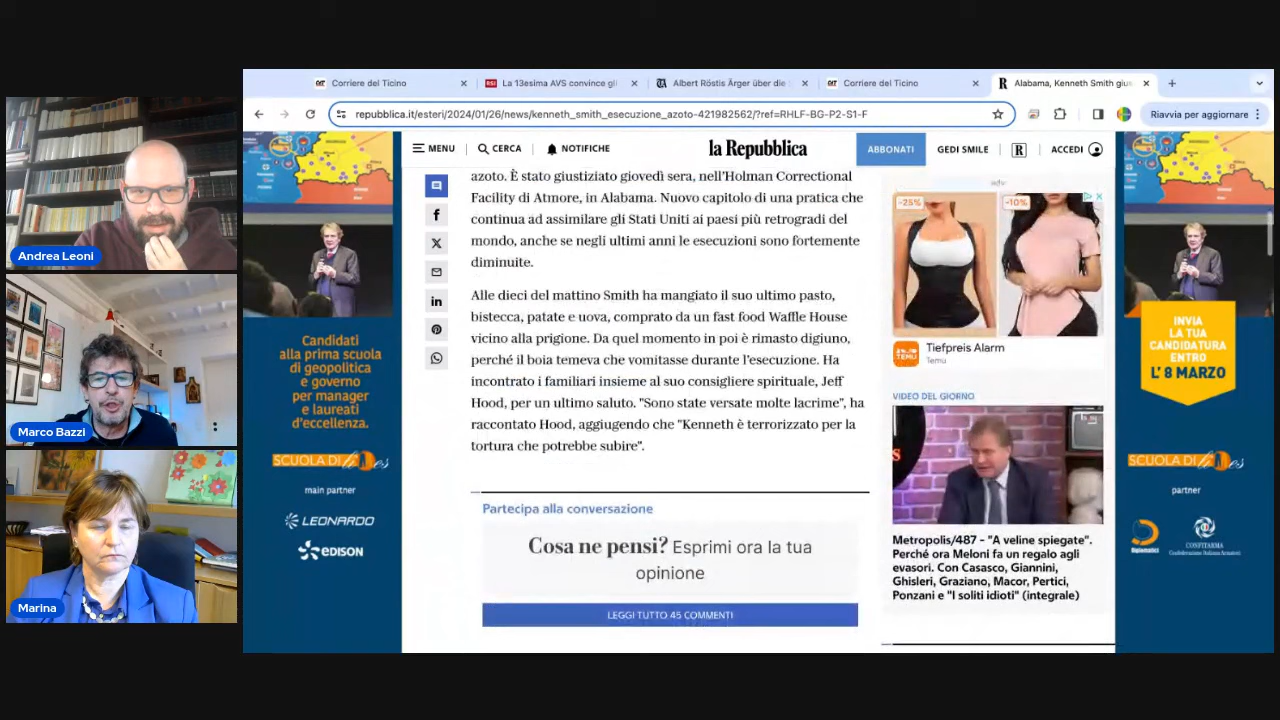 Andrea Leoni
Marco Bazzi
Marina
Corriere del Ticino
La 13esima AVS convince gli
Albert Röstis Ärger über die
Corriere del Ticino
Alabama, Kenneth Smith gius
repubblica.it/esteri/2024/01/26/news/kenneth_smith_esecuzione_azoto-421982562/?ref=RHLF-BG-P2-S1-F
Riavvia per aggiornare
MENU
CERCA
NOTIFICHE
la Repubblica
ABBONATI
GEDI SMILE
R
ACCEDI
azoto. È stato giustiziato giovedì sera, nell'Holman Correctional
Facility di Atmore, in Alabama. Nuovo capitolo di una pratica che
continua ad assimilare gli Stati Uniti ai paesi più retrogradi del
mondo, anche se negli ultimi anni le esecuzioni sono fortemente
diminuite.
Alle dieci del mattino Smith ha mangiato il suo ultimo pasto,
bistecca, patate e uova, comprato da un fast food Waffle House
vicino alla prigione. Da quel momento in poi è rimasto digiuno,
perché il boia temeva che vomitasse durante l'esecuzione. Ha
incontrato i familiari insieme al suo consigliere spirituale, Jeff
Hood, per un ultimo saluto. "Sono state versate molte lacrime", ha
raccontato Hood, aggiugendo che "Kenneth è terrorizzato per la
tortura che potrebbe subire".
Partecipa alla conversazione
Cosa ne pensi? Esprimi ora la tua
opinione
LEGGI TUTTO 45 COMMENTI
-25%
-10%
TEMU
Tiefpreis Alarm
Temu
VIDEO DEL GIORNO
Metropolis/487 - "A veline spiegate".
Perché ora Meloni fa un regalo agli
evasori. Con Casasco, Giannini,
Ghisleri, Graziano, Macor, Pertici,
Ponzani e "I soliti idioti" (integrale)
Candidati
alla prima scuola
di geopolitica
e governo
per manager
e laureati
d'eccellenza.
SCUOLA DI
main partner
LEONARDO
EDISON
INVIA
LA TUA
CANDIDATURA
ENTRO
L' 8 MARZO
SCUOLA DI
partner
CONFITARMA